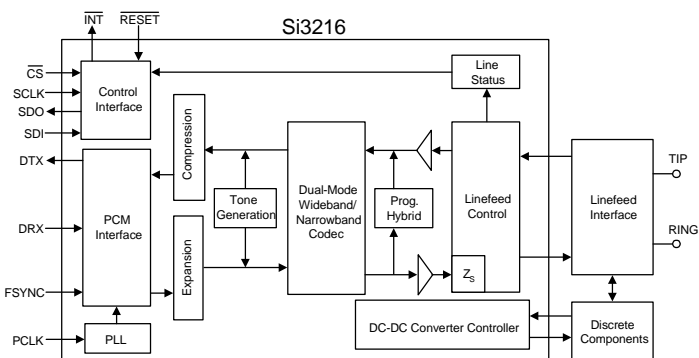 INT
RESET
Si3216
CS
SCLK
SDO
SDI
Control
Interface
Line
Status
DTX
DRX
FSYNC
PCLK
PCM
Interface
PLL
Compression
Expansion
Tone
Generation
Dual-Mode
Wideband/
Narrowband
Codec
Prog.
Hybrid
Linefeed
Control
ZS
DC-DC Converter Controller
Linefeed
Interface
TIP
RING
Discrete
Components